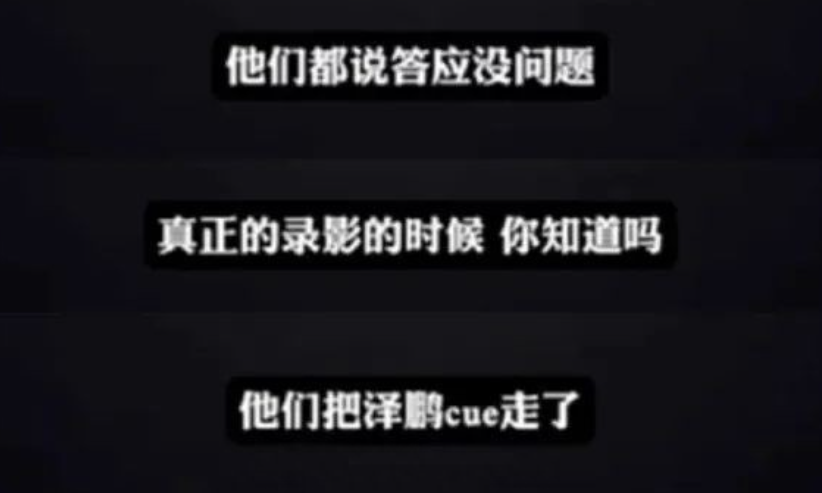 他们都说答应没问题
真正的录影的时候 你知道吗
他们把泽鹏cue走了